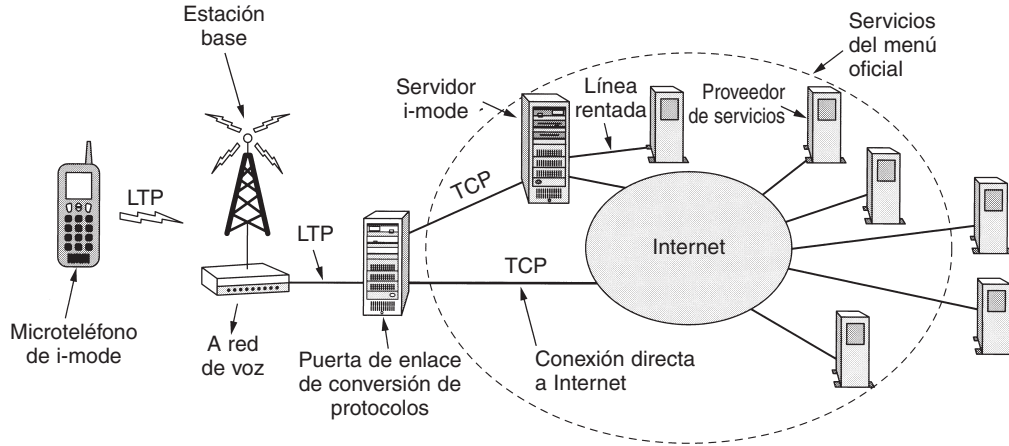 Estación
base
Servicios
del menú
oficial
Servidor
i-mode
Línea
rentada
Proveedor
de servicios
LTP
TCP
LTP
Internet
TCP
Microteléfono
de i-mode
A red
de voz
Puerta de enlace
de conversión de
protocolos
Conexión directa
a Internet